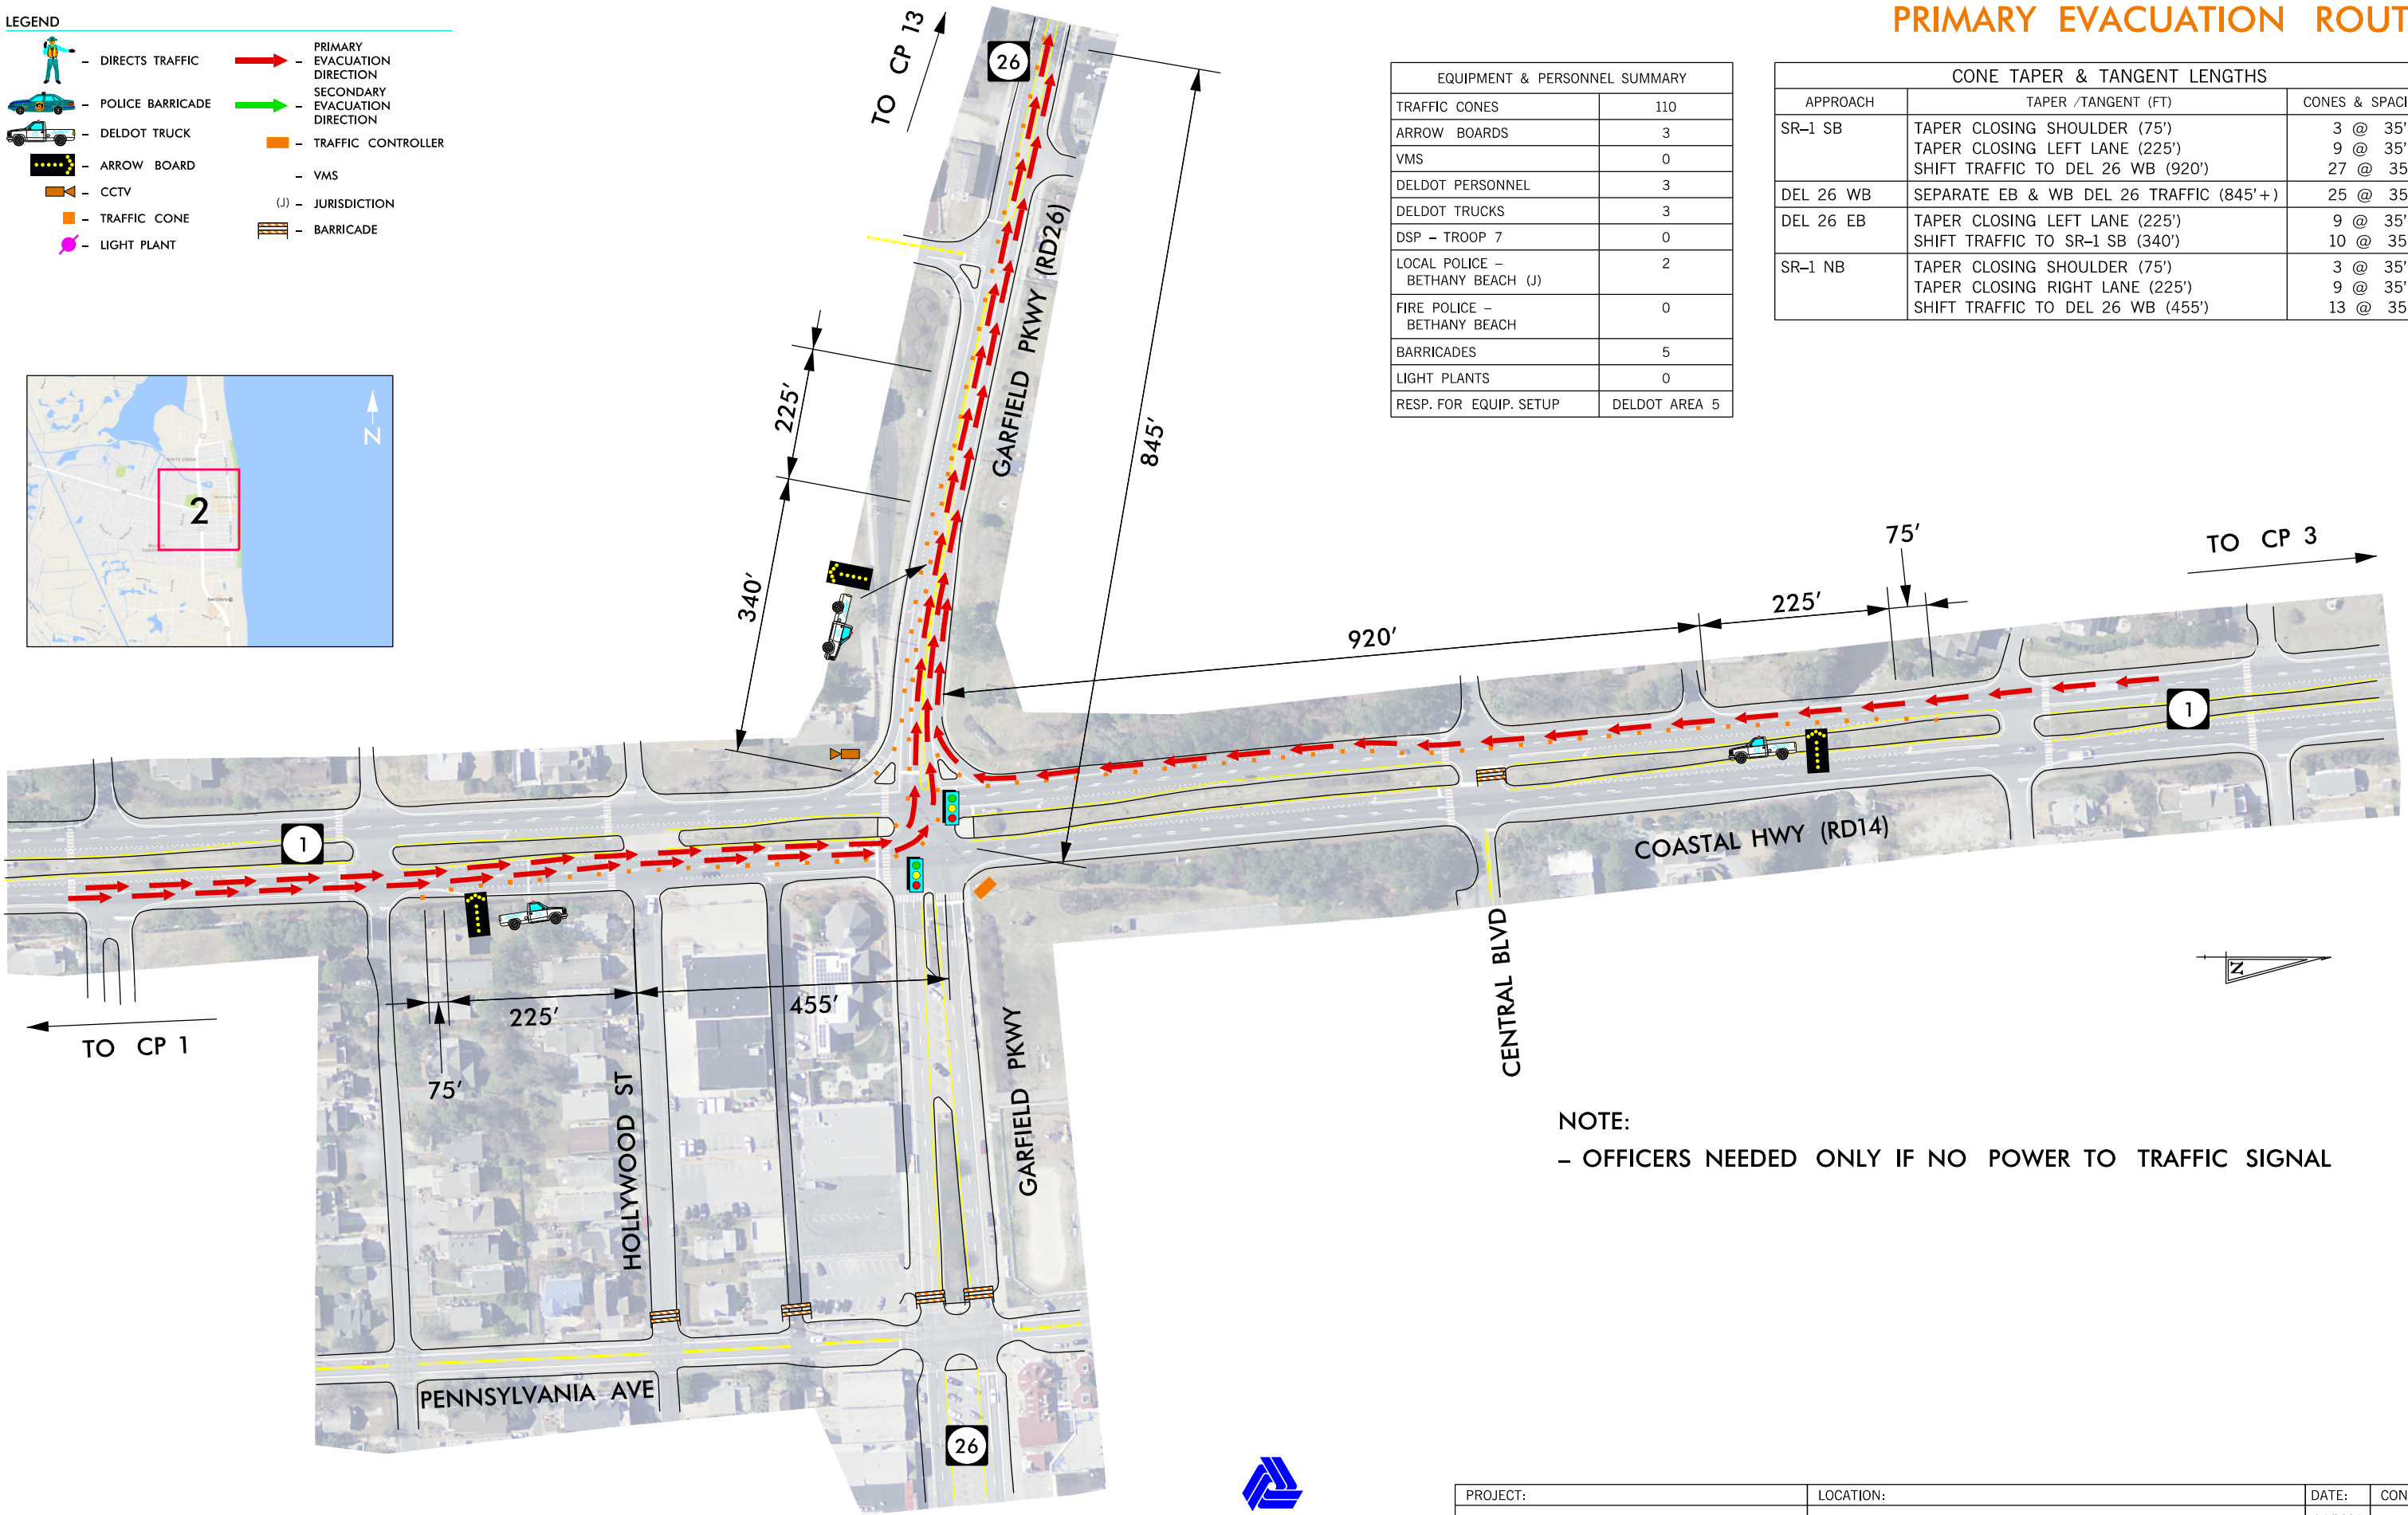 LEGEND
DIRECTS TRAFFIC
POLICE BARRICADE
DELDOT TRUCK
ARROW BOARD
CCTV
TRAFFIC CONE
LIGHT PLANT
PRIMARY
EVACUATION
DIRECTION
SECONDARY
EVACUATION
DIRECTION
TRAFFIC CONTROLLER
VMS
(J) – JURISDICTION
BARRICADE
PRIMARY EVACUATION ROUT
EQUIPMENT & PERSONNEL SUMMARY
TRAFFIC CONES 110
ARROW BOARDS 3
VMS 0
DELDOT PERSONNEL 3
DELDOT TRUCKS 3
DSP – TROOP 7 0
LOCAL POLICE – 2
BETHANY BEACH (J)
FIRE POLICE – 0
BETHANY BEACH
BARRICADES 5
LIGHT PLANTS 0
RESP. FOR EQUIP. SETUP DELDOT AREA 5
CONE TAPER & TANGENT LENGTHS
APPROACH TAPER /TANGENT (FT) CONES & SPACI
SR–1 SB TAPER CLOSING SHOULDER (75') 3 @ 35'
TAPER CLOSING LEFT LANE (225') 9 @ 35'
SHIFT TRAFFIC TO DEL 26 WB (920') 27 @ 35
DEL 26 WB SEPARATE EB & WB DEL 26 TRAFFIC (845'+) 25 @ 35
DEL 26 EB TAPER CLOSING LEFT LANE (225') 9 @ 35'
SHIFT TRAFFIC TO SR–1 SB (340') 10 @ 35
SR–1 NB TAPER CLOSING SHOULDER (75') 3 @ 35'
TAPER CLOSING RIGHT LANE (225') 9 @ 35'
SHIFT TRAFFIC TO DEL 26 WB (455') 13 @ 35
TO CP 13
26
GARFIELD PKWY (RD26)
225'
845'
340'
N
2
75'
TO CP 3
225'
920'
1
1
COASTAL HWY (RD14)
CENTRAL BLVD
N
225'
455'
75'
TO CP 1
HOLLYWOOD ST
GARFIELD PKWY
PENNSYLVANIA AVE
26
NOTE:
– OFFICERS NEEDED ONLY IF NO POWER TO TRAFFIC SIGNAL
PROJECT: LOCATION: DATE: CON